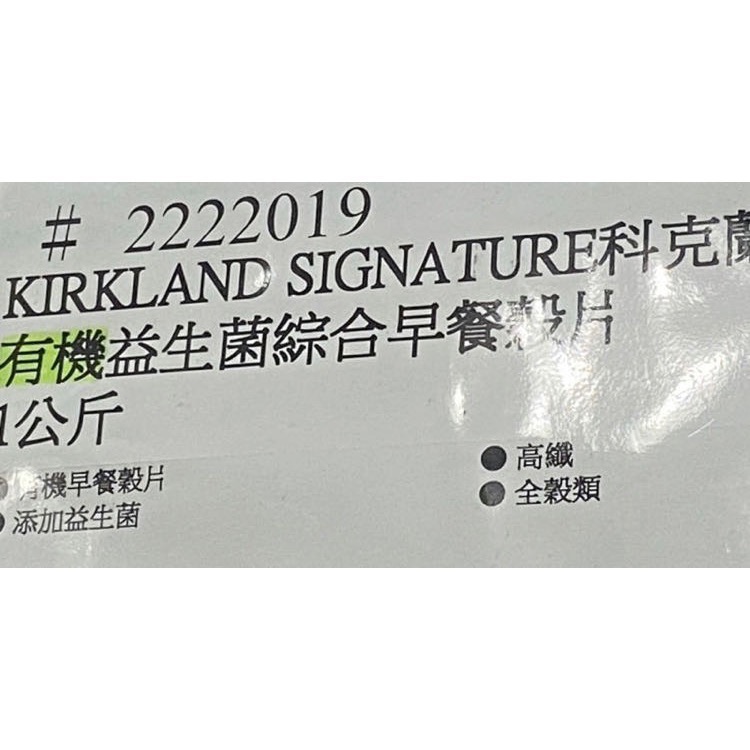 # 2222019
KIRKLAND SIGNATURE科克蘭
有機益生菌綜合早餐穀片
1公斤
有機早餐穀片
添加益生菌
● 高纖
● 全穀類